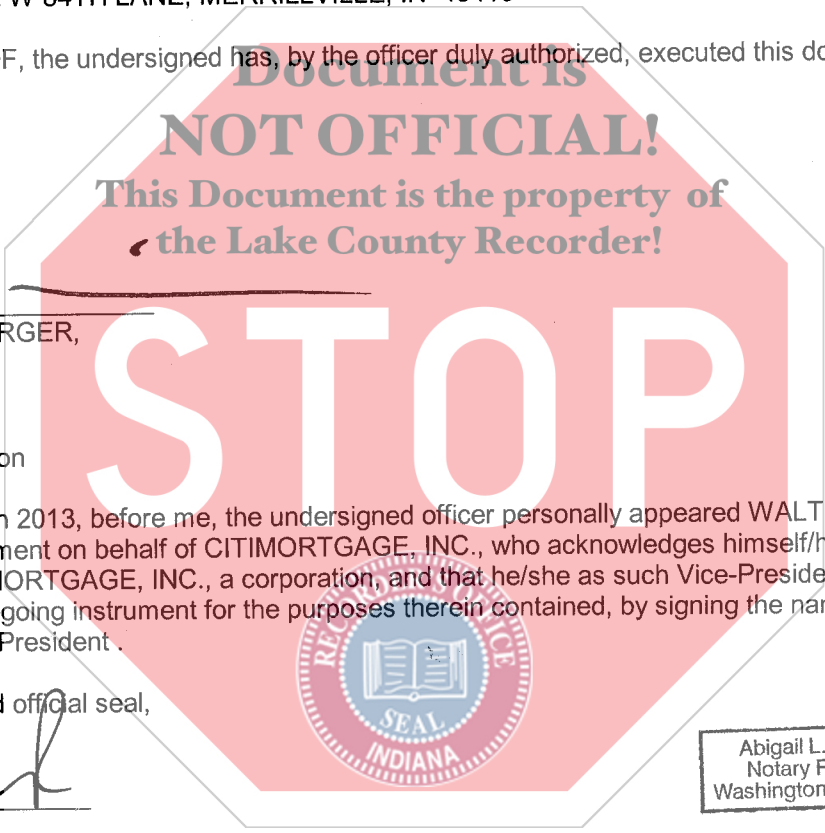 F, the undersigned has, by the officer duly authorized, executed this do
Document is
NOT OFFICIAL!
This Document is the property of
the Lake County Recorder!
RGER,
STOP
on
2013, before me, the undersigned officer personally appeared WALT
ment on behalf of CITIMORTGAGE, INC., who acknowledges himself/h
MORTGAGE, INC., a corporation, and that he/she as such Vice-Preside
going instrument for the purposes therein contained, by signing the nam
President .
official seal,
RECORDER'S OFFICE
SEAL
INDIANA
Abigail L.
Notary P
Washington